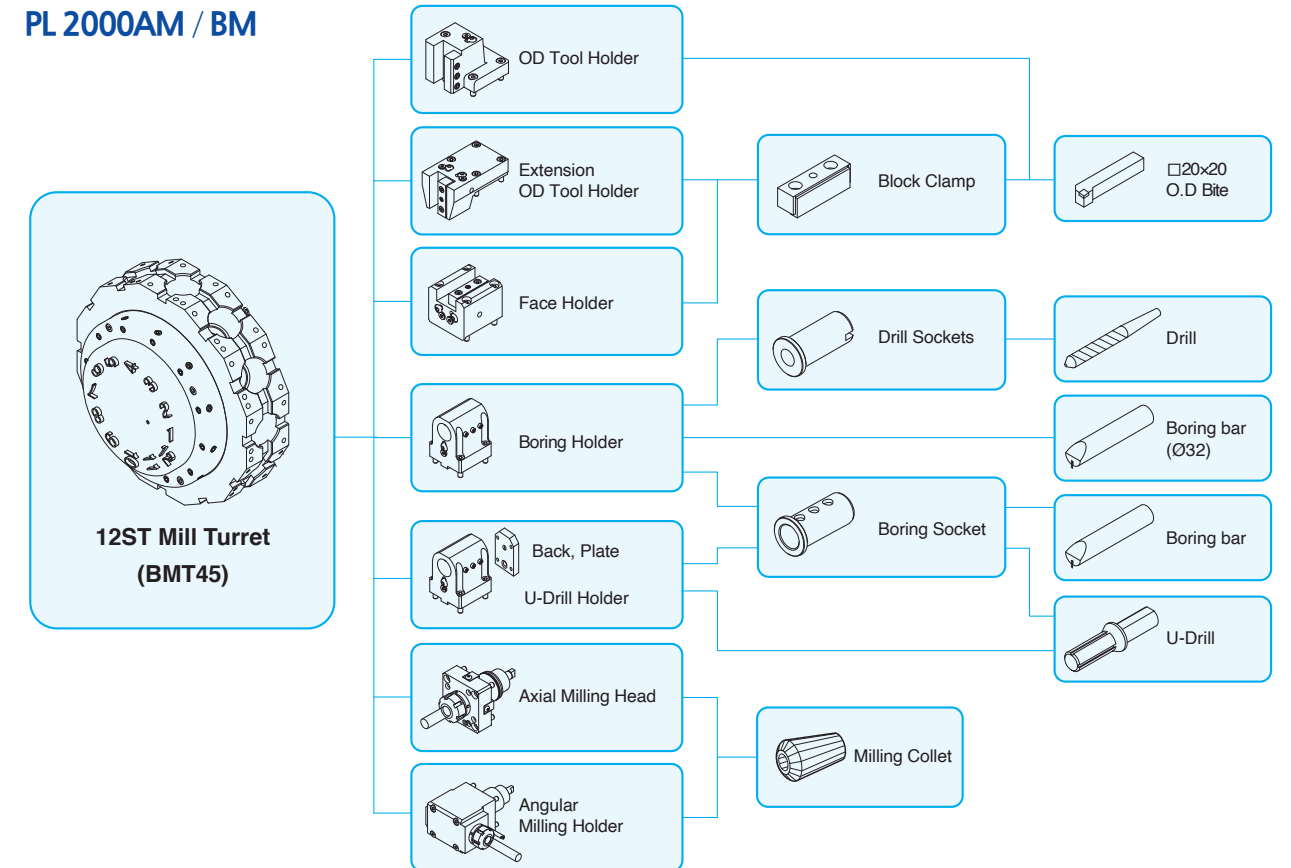 PL 2000AM / BM
OD Tool Holder
Extension
OD Tool Holder
Block Clamp
□20×20
O.D Bite
Face Holder
Drill Sockets
Drill
Boring Holder
Boring bar
(Ø32)
12ST Mill Turret
(BMT45)
Boring Socket
Boring bar
Back, Plate
U-Drill Holder
U-Drill
Axial Milling Head
Milling Collet
Angular
Milling Holder